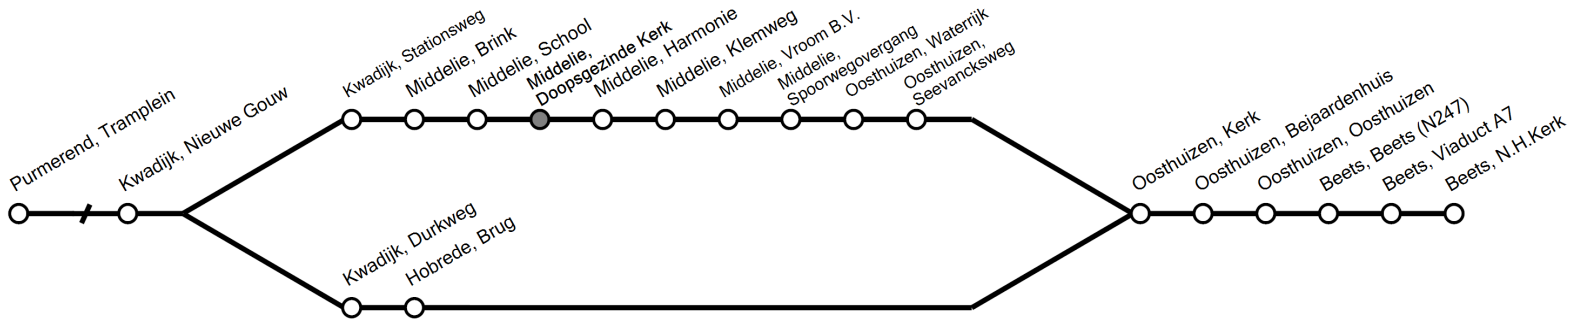 Purmerend, Tramplein
Kwadijk, Nieuwe Gouw
Kwadijk, Stationsweg
Middelie, Brink
Middelie, School
Middelie,
Doopsgezinde Kerk
Middelie, Harmonie
Middelie, Klemweg
Middelie, Vroom B.V.
Middelie,
Spoorwegovergang
Oosthuizen, Waterrijk
Oosthuizen,
Seevancksweg
Kwadijk, Durkweg
Hobrede, Brug
Oosthuizen, Kerk
Oosthuizen, Bejaardenhuis
Oosthuizen, Oosthuizen
Beets, Beets (N247)
Beets, Viaduct A7
Beets, N.H.Kerk